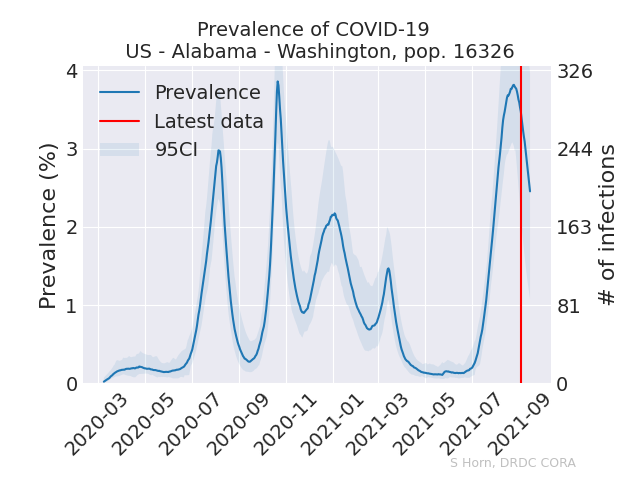 Prevalence of COVID-19
US - Alabama - Washington, pop. 16326
Prevalence
Latest data
95CI
Prevalence (%)
4
3
2
1
0
326
244
163
81
0
# of infections
2020-03
2020-05
2020-07
2020-09
2020-11
2021-01
2021-03
2021-05
2021-07
2021-09
S Horn, DRDC CORA